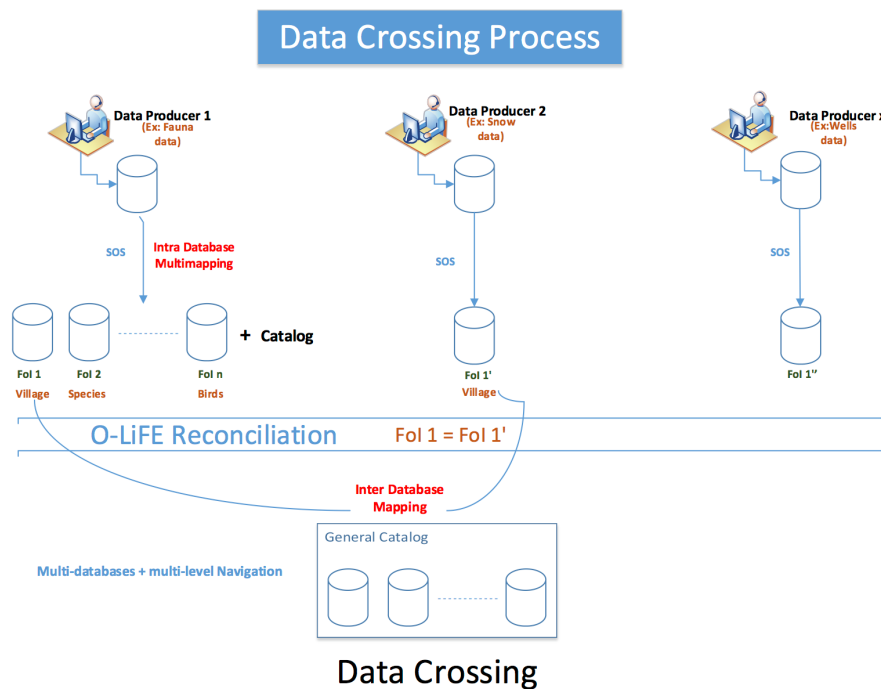 Data Crossing Process
Data Producer 1
(Ex: Fauna
data)
Data Producer 2
(Ex: Snow
data)
Data Producer x
(Ex:Wells
data)
SOS
Intra Database
Multimapping
SOS
SOS
+ Catalog
FoI 1
FoI 2
FoI n
FoI 1'
FoI 1''
Village
Species
Birds
Village
O-LiFE Reconciliation
FoI 1 = FoI 1'
Inter Database
Mapping
General Catalog
Multi-databases + multi-level Navigation
Data Crossing